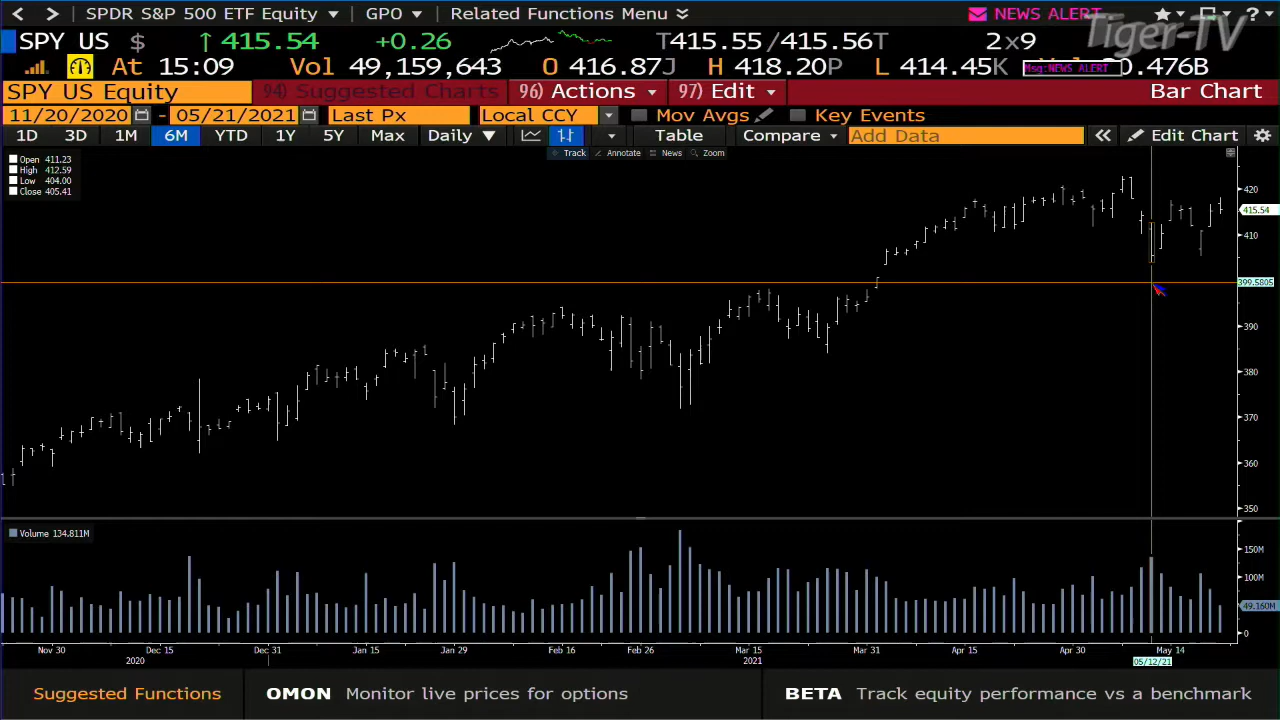 < > SPDR S&P 500 ETF Equity GPO Related Functions Menu NEWS ALERT ?
Tiger-TV
SPY US $ ↑ 415.54 +0.26 T415.55/415.56T 2x9
At 15:09 Vol 49,159,643 O 416.87J H 418.20P L 414.45K 0.476B
Msg:NEWS ALERT
SPY US Equity 94) Suggested Charts 96) Actions 97) Edit Bar Chart
11/20/2020 - 05/21/2021 Last Px Local CCY Mov Avgs Key Events
1D 3D 1M 6M YTD 1Y 5Y Max Daily ▼ Table Compare Add Data « Edit Chart
Track Annotate News Zoom
Open 411.23
High 412.59
Low 404.00
Close 405.41
420
415.54
410
399.5805
390
380
370
360
350
Volume 134.811M
150M
100M
49.160M
0
Nov 30 Dec 15 Dec 31 Jan 15 Jan 29 Feb 16 Feb 26 Mar 15 Mar 31 Apr 15 Apr 30 May 14
2020 2021 05/12/21
Suggested Functions OMON Monitor live prices for options BETA Track equity performance vs a benchmark